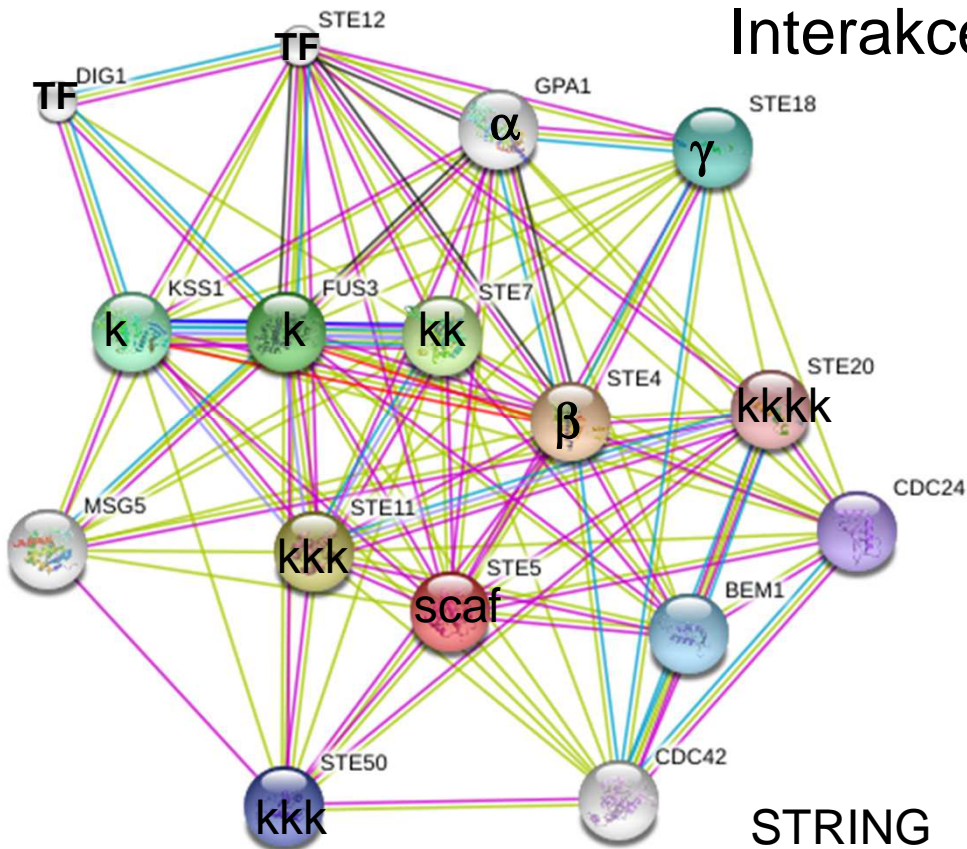 Interakce
STE12
TF
DIG1
TF
GPA1
α
STE18
γ
KSS1
k
FUS3
k
STE7
kk
STE4
β
STE20
kkkk
CDC24
MSG5
STE11
kkk
STE5
scaf
BEM1
STE50
kkk
CDC42
STRING